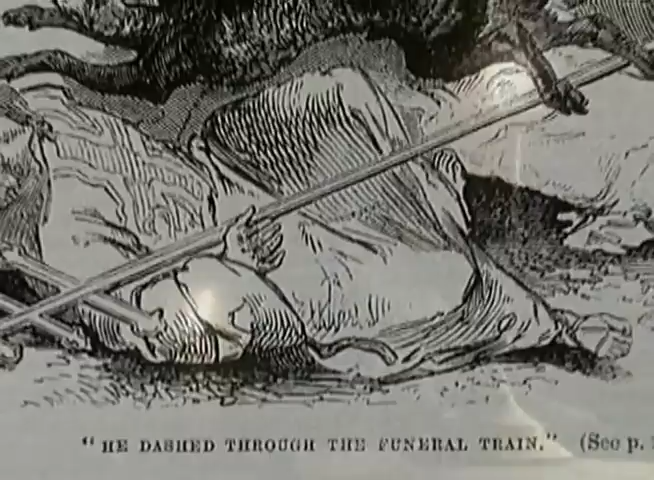 "HE DASHED THROUGH THE FUNERAL TRAIN." (See p.